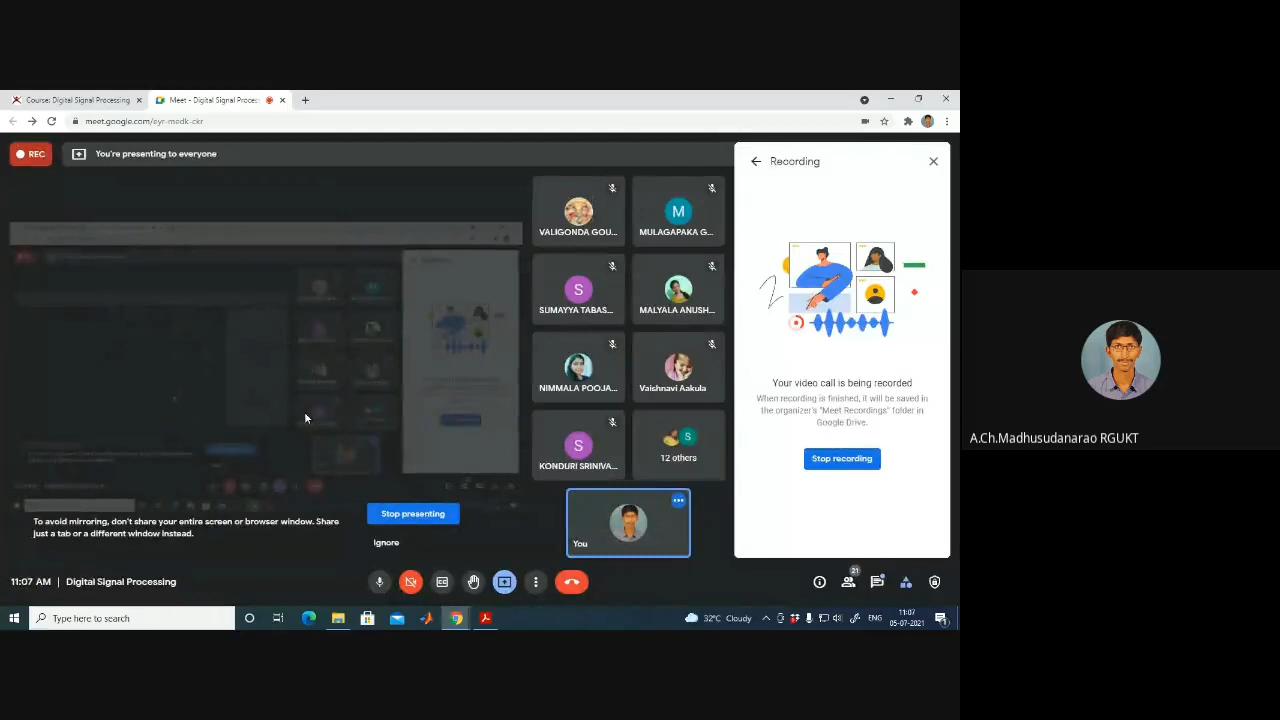 Course: Digital Signal Processing
Meet - Digital Signal Proces
meet.google.com/eyr-medk-ckr
REC
You're presenting to everyone
Recording
VALIGONDA GOU...
M
MULAGAPAKA G...
S
SUMAYYA TABAS...
MALYALA ANUSH...
NIMMALA POOJA...
Vaishnavi Aakula
S
KONDURI SRINIVA...
S
12 others
2
Your video call is being recorded
When recording is finished, it will be saved in
the organizer's "Meet Recordings" folder in
Google Drive.
Stop recording
A.Ch.Madhusudanarao RGUKT
To avoid mirroring, don't share your entire screen or browser window. Share
just a tab or a different window instead.
Stop presenting
Ignore
You
11:07 AM | Digital Signal Processing
21
Type here to search
32°C Cloudy
ENG
11:07
05-07-2021